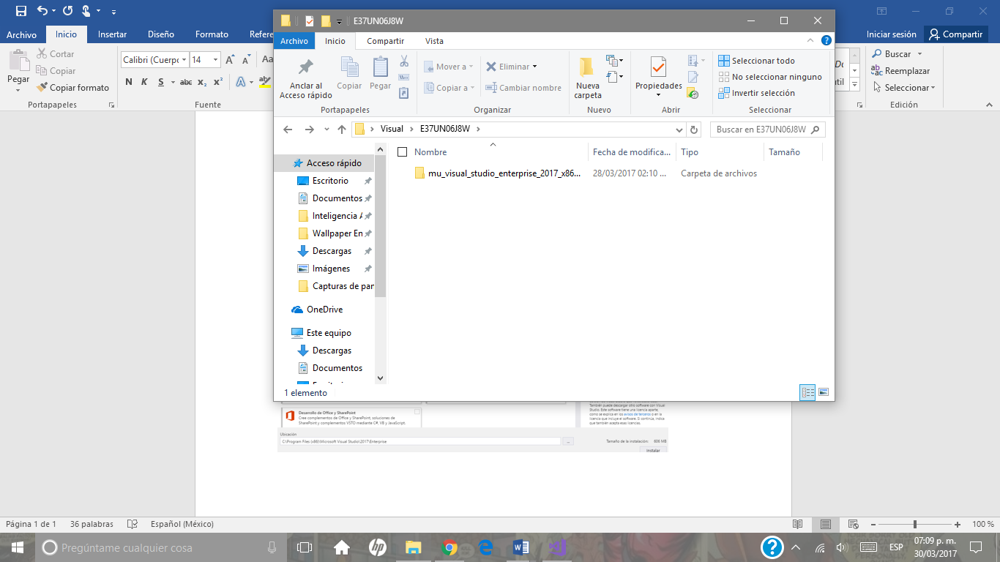 E37UN06J8W
Archivo Inicio Insertar Diseño Formato Refere
Iniciar sesión Compartir
Archivo Inicio Compartir Vista
Pegar
Cortar
Copiar
Copiar formato
Portapapeles
Calibri (Cuerpo 14
N K S abc x₂ x²
Fuente
Anclar al Acceso rápido
Copiar
Pegar
Portapapeles
Mover a
Copiar a
Eliminar
Cambiar nombre
Organizar
Nueva carpeta
Nuevo
Propiedades
Abrir
Seleccionar todo
No seleccionar ninguno
Invertir selección
Seleccionar
Buscar
Reemplazar
Seleccionar
Edición
Visual E37UN06J8W
Buscar en E37UN06J8W
Nombre Fecha de modifica... Tipo Tamaño
mu_visual_studio_enterprise_2017_x86... 28/03/2017 02:10 ... Carpeta de archivos
Acceso rápido
Escritorio
Documentos
Inteligencia A
Wallpaper En
Descargas
Imágenes
Capturas de pan
OneDrive
Este equipo
Descargas
Documentos
1 elemento
Desarrollo de Office y SharePoint
Cree complementos de Office y SharePoint, soluciones de
SharePoint y complementos VSTO mediante C#, VB y JavaScript.
También puede descargar otro software con Visual
Studio. Este software tiene una licencia aparte,
como se explica en los avisos de terceros o en la
licencia que incluye el software. Si continúa, indica
que también acepta esas licencias.
Ubicación
C:\Program Files (x86)\Microsoft Visual Studio\2017\Enterprise ...
Tamaño de la instalación: 606 MB
Instalar
Página 1 de 1 36 palabras Español (México) 100 %
Pregúntame cualquier cosa
ESP
07:09 p. m.
30/03/2017